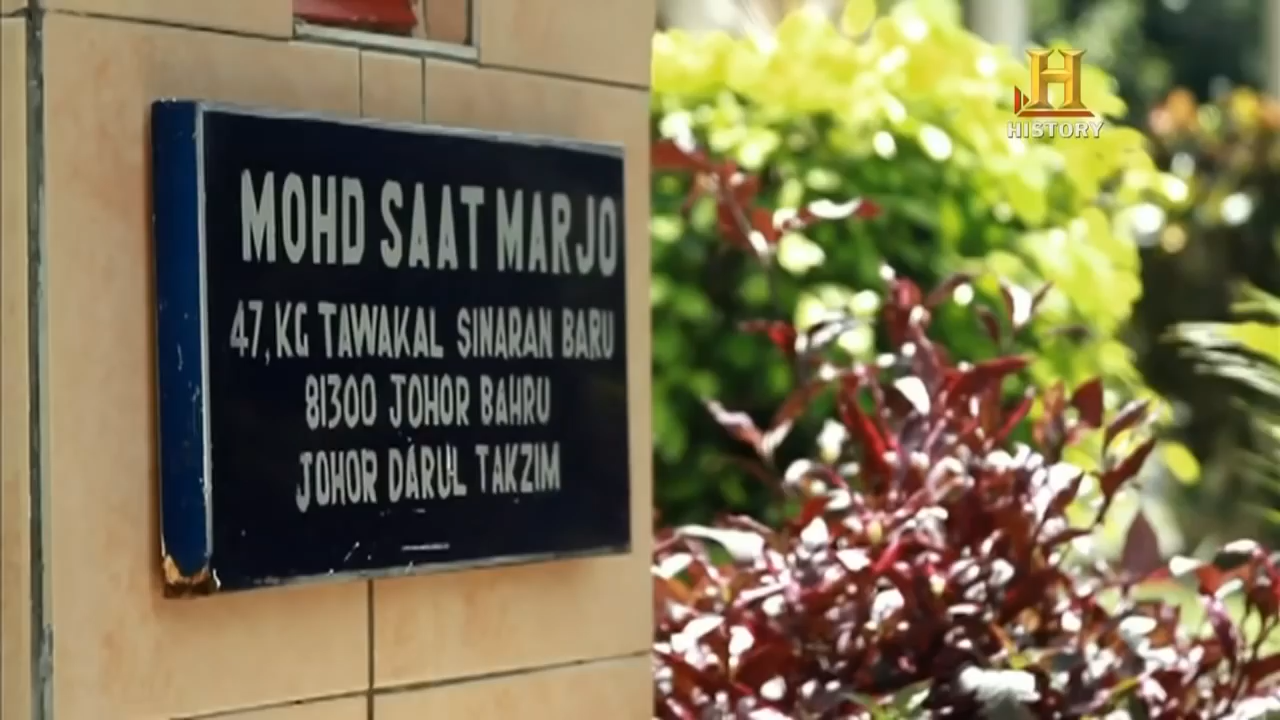 MOHD SAAT MARJO
47, KG TAWAKAL SINARAN BARU
81300 JOHOR BAHRU
JOHOR DARUL TAKZIM
H
HISTORY